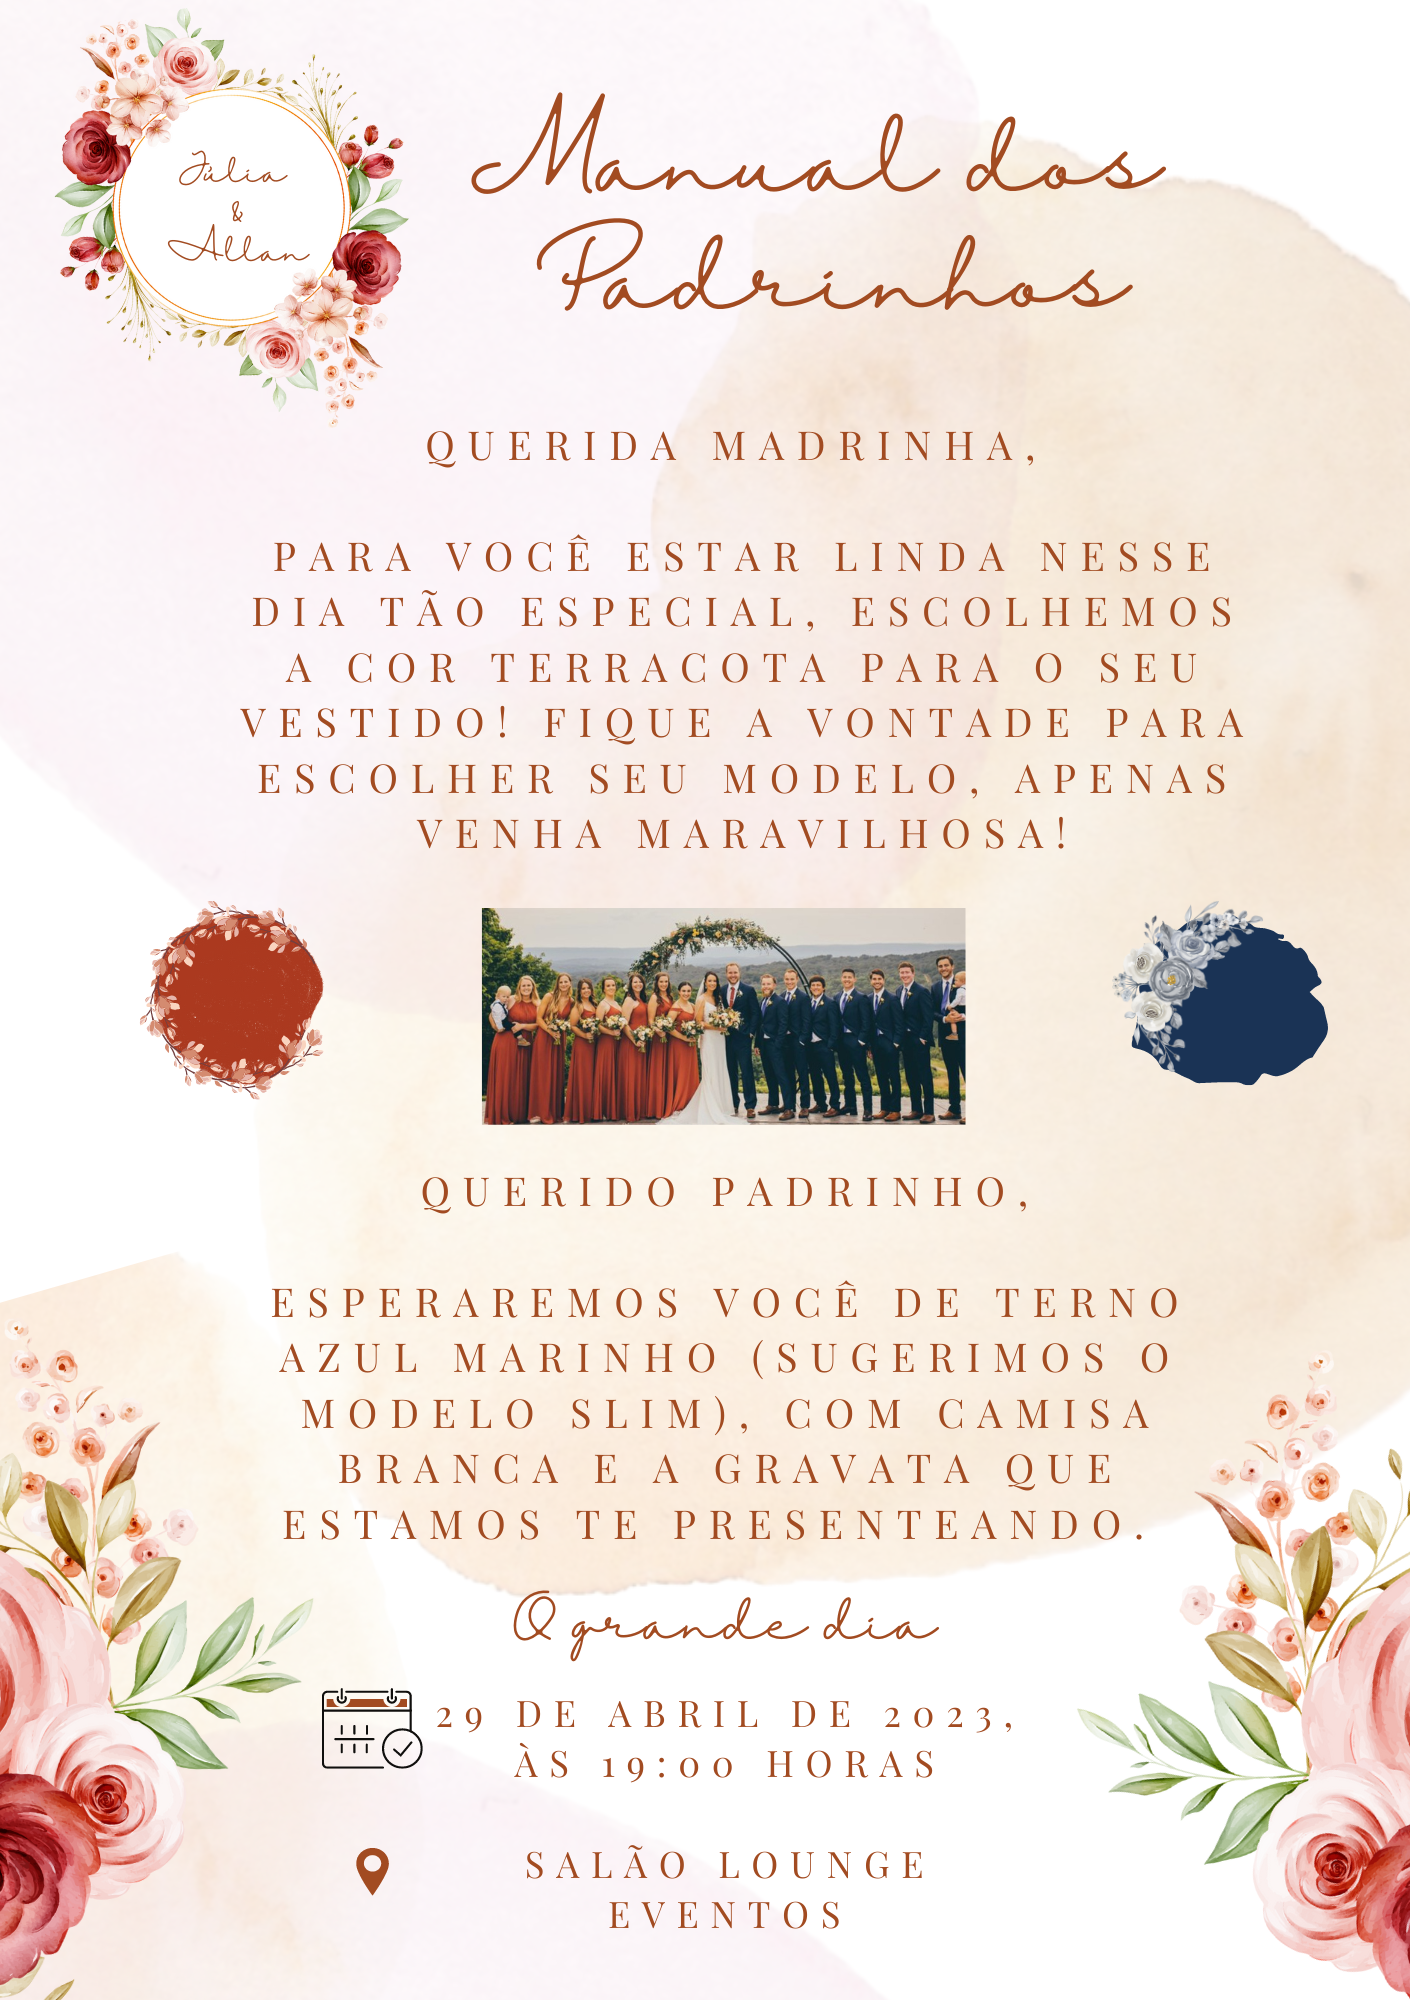 Júlia
&
Allan
Manual dos
Padrinhos
QUERIDA MADRINHA,
PARA VOCÊ ESTAR LINDA NESSE
DIA TÃO ESPECIAL, ESCOLHEMOS
A COR TERRACOTA PARA O SEU
VESTIDO! FIQUE A VONTADE PARA
ESCOLHER SEU MODELO, APENAS
VENHA MARAVILHOSA!
QUERIDO PADRINHO,
ESPERAREMOS VOCÊ DE TERNO
AZUL MARINHO (SUGERIMOS O
MODELO SLIM), COM CAMISA
BRANCA E A GRAVATA QUE
ESTAMOS TE PRESENTEANDO.
O grande dia
29 DE ABRIL DE 2023,
ÀS 19:00 HORAS
SALÃO LOUNGE
EVENTOS